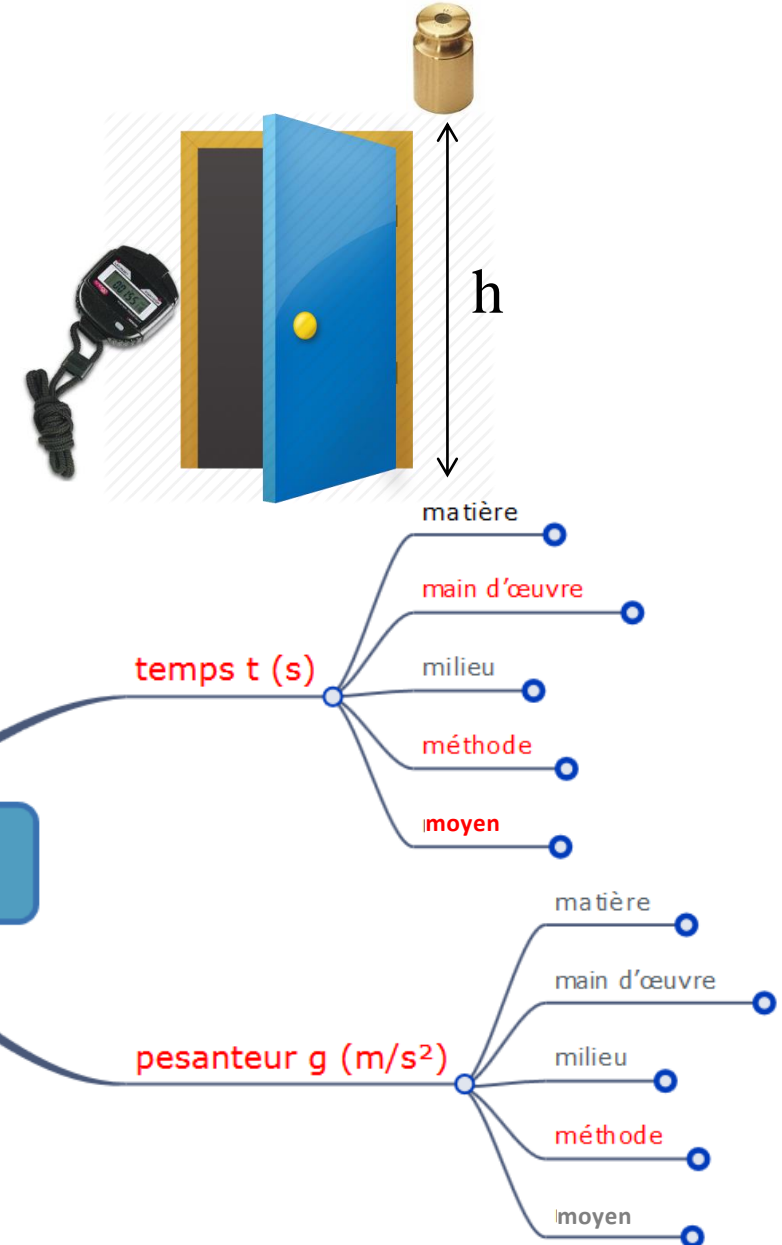 h
matière
main d'œuvre
temps t (s)
milieu
méthode
moyen
matière
main d'œuvre
pesanteur g (m/s²)
milieu
méthode
moyen